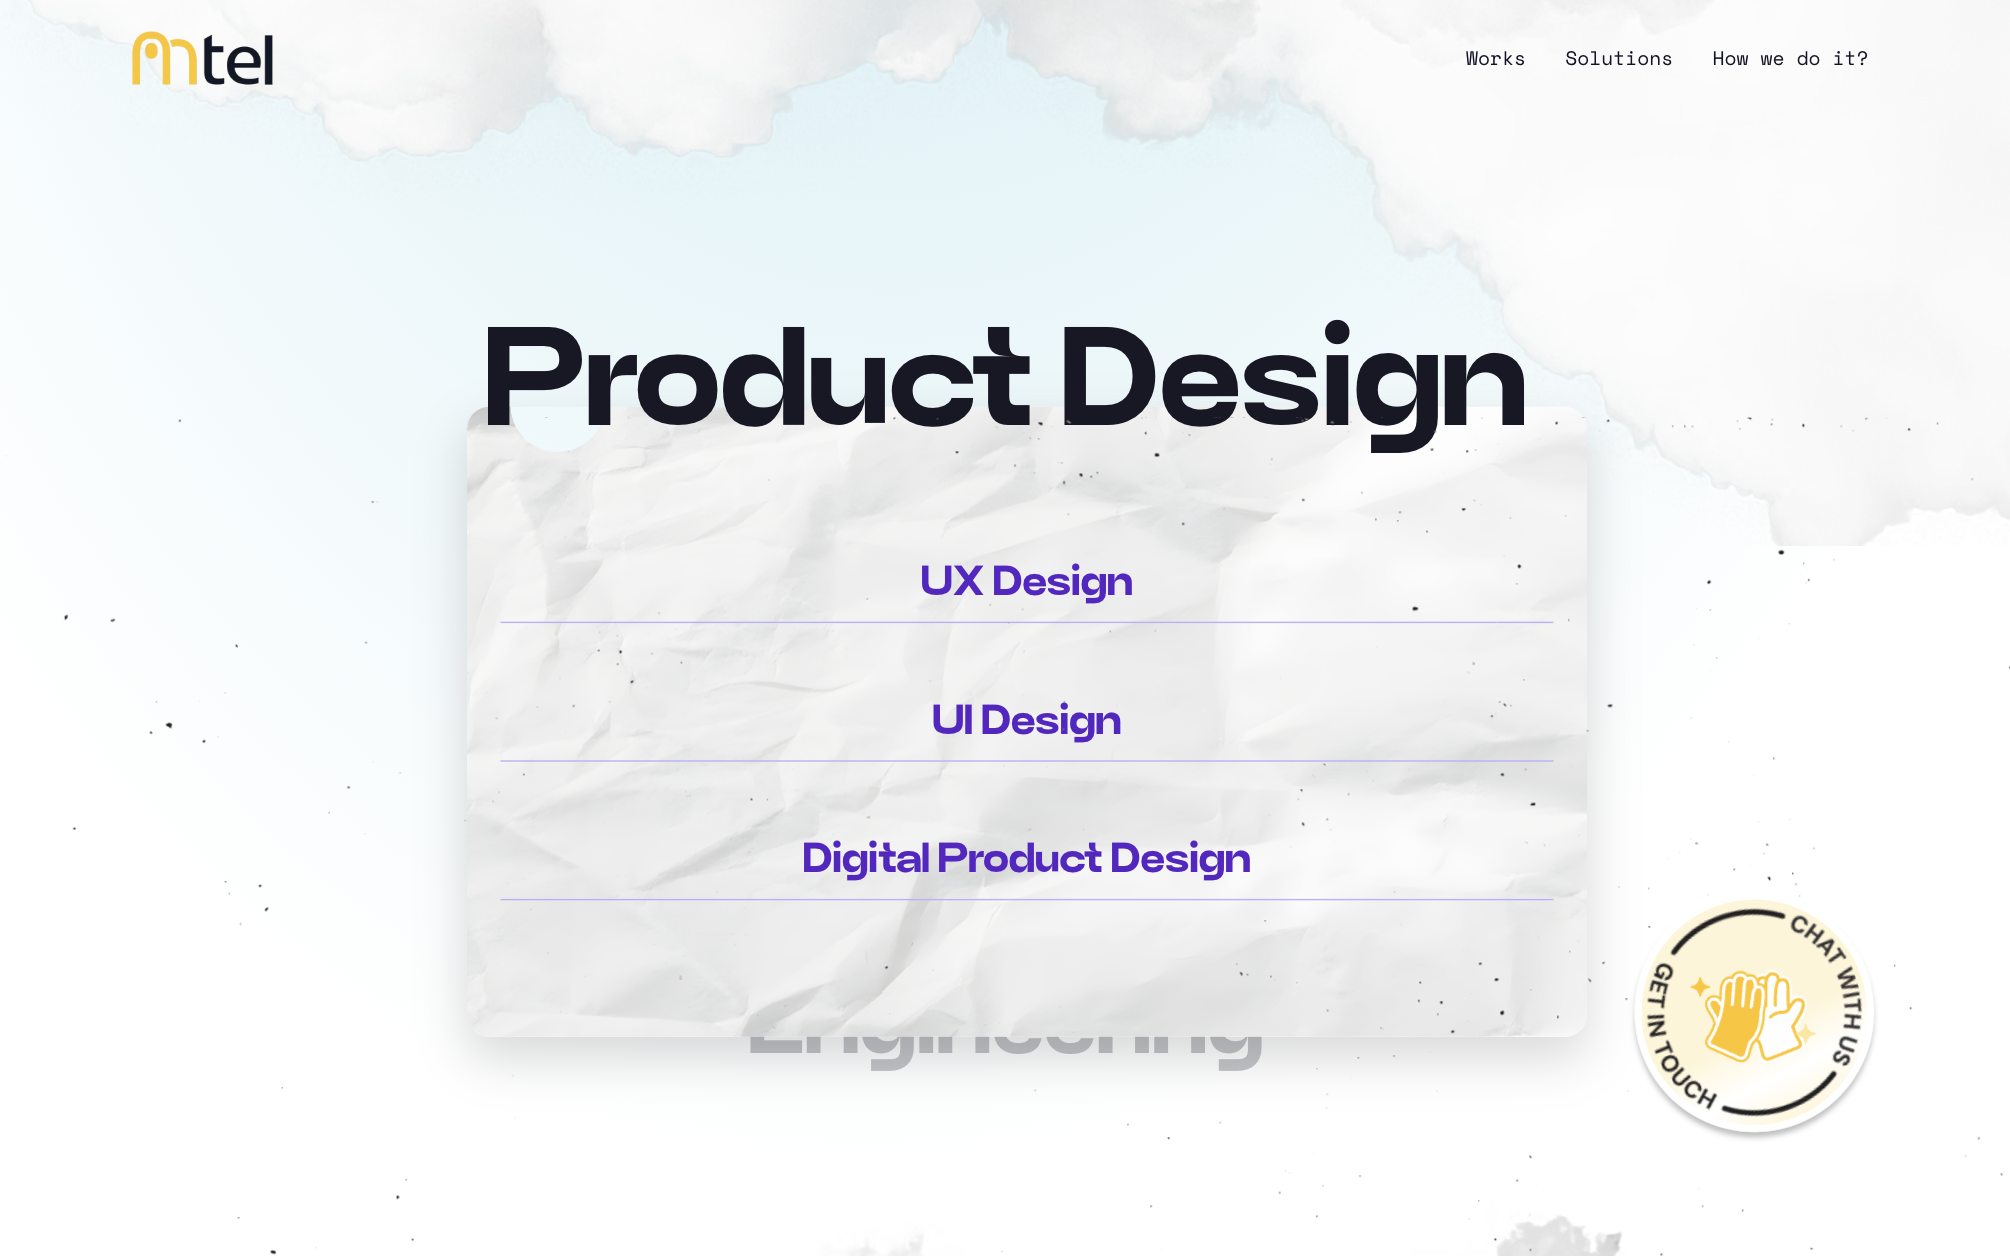 mtel
Works
Solutions
How we do it?
Product Design
UX Design
UI Design
Digital Product Design
Engineering
CHAT WITH US
GET IN TOUCH